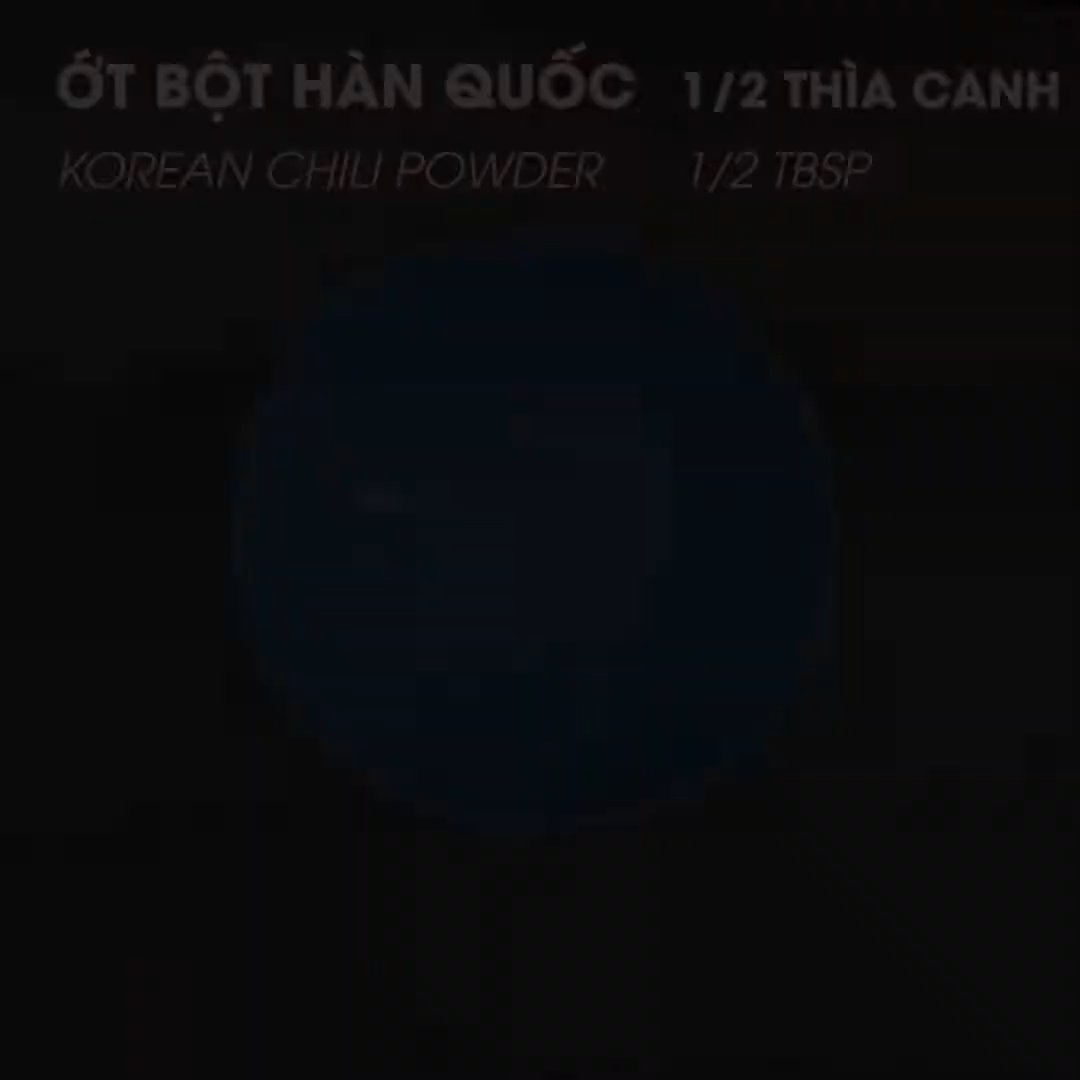 ỚT BỘT HÀN QUỐC 1/2 THÌA CANH
KOREAN CHILI POWDER 1/2 TBSP